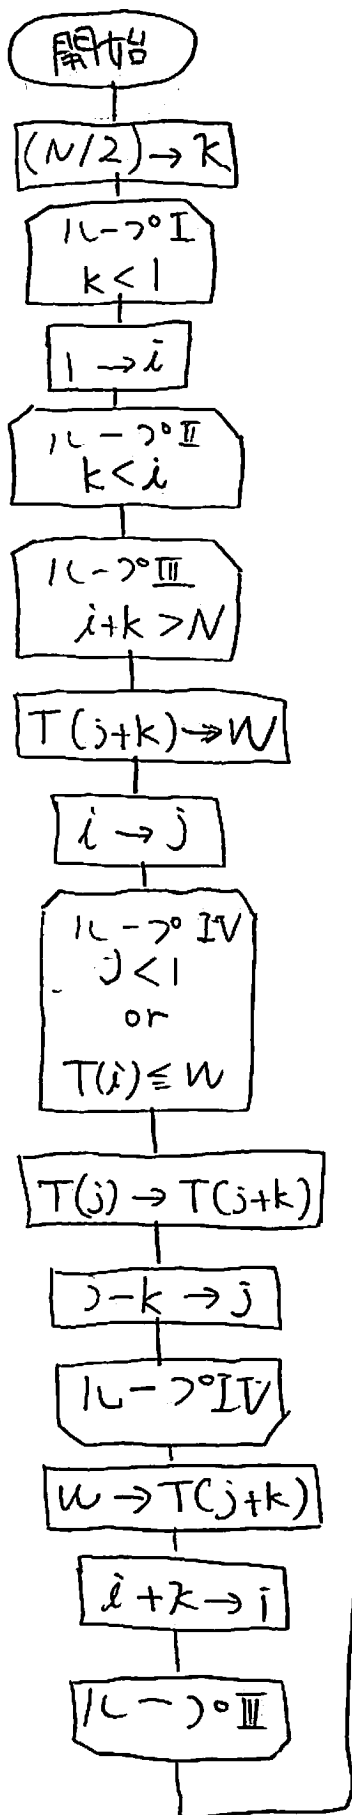 開始
(N/2)→K
ループI
k<1
1→i
ループⅡ
k<i
ループⅢ
i+k>N
T(j+k)→W
i→j
ループIV
j<1
or
T(i)≦W
T(j)→T(j+k)
j-k→j
ループIV
W→T(j+k)
i+k→i
ループⅢ